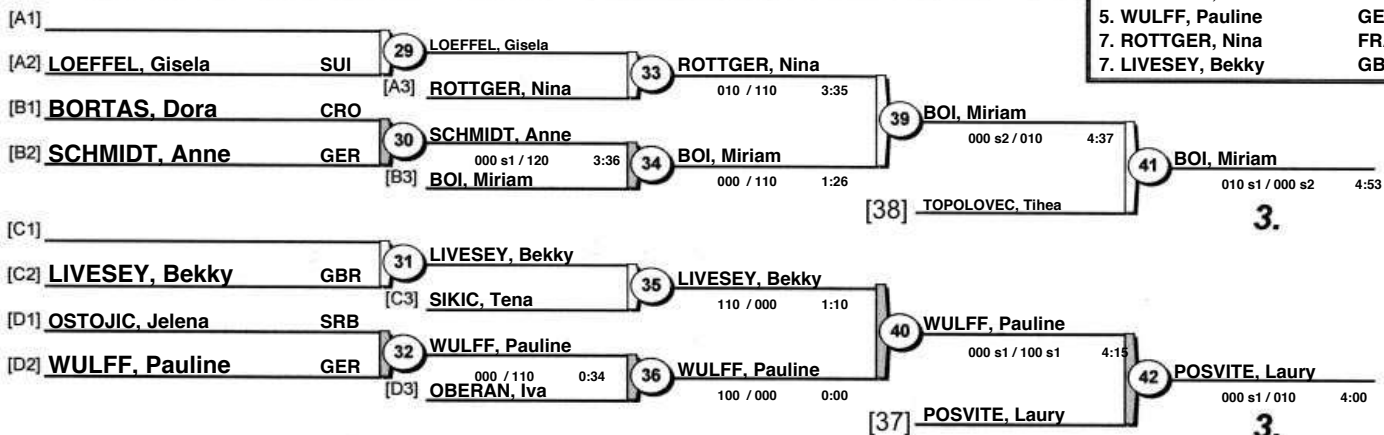 5. WULFF, Pauline GE
7. ROTTGER, Nina FRA
7. LIVESEY, Bekky GB
[A1]
[A2] LOEFFEL, Gisela SUI
29 LOEFFEL, Gisela
[A3] ROTTGER, Nina
33 ROTTGER, Nina
010 / 110 3:35
[B1] BORTAS, Dora CRO
[B2] SCHMIDT, Anne GER
30 SCHMIDT, Anne
000 s1 / 120 3:36
[B3] BOI, Miriam
34 BOI, Miriam
000 / 110 1:26
39 BOI, Miriam
000 s2 / 010 4:37
[38] TOPOLOVEC, Tihea
41 BOI, Miriam
010 s1 / 000 s2 4:53
3.
[C1]
[C2] LIVESEY, Bekky GBR
31 LIVESEY, Bekky
[C3] SIKIC, Tena
35 LIVESEY, Bekky
110 / 000 1:10
[D1] OSTOJIC, Jelena SRB
[D2] WULFF, Pauline GER
32 WULFF, Pauline
000 / 110 0:34
[D3] OBERAN, Iva
36 WULFF, Pauline
100 / 000 0:00
40 WULFF, Pauline
000 s1 / 100 s1 4:15
[37] POSVITE, Laury
42 POSVITE, Laury
000 s1 / 010 4:00
3.